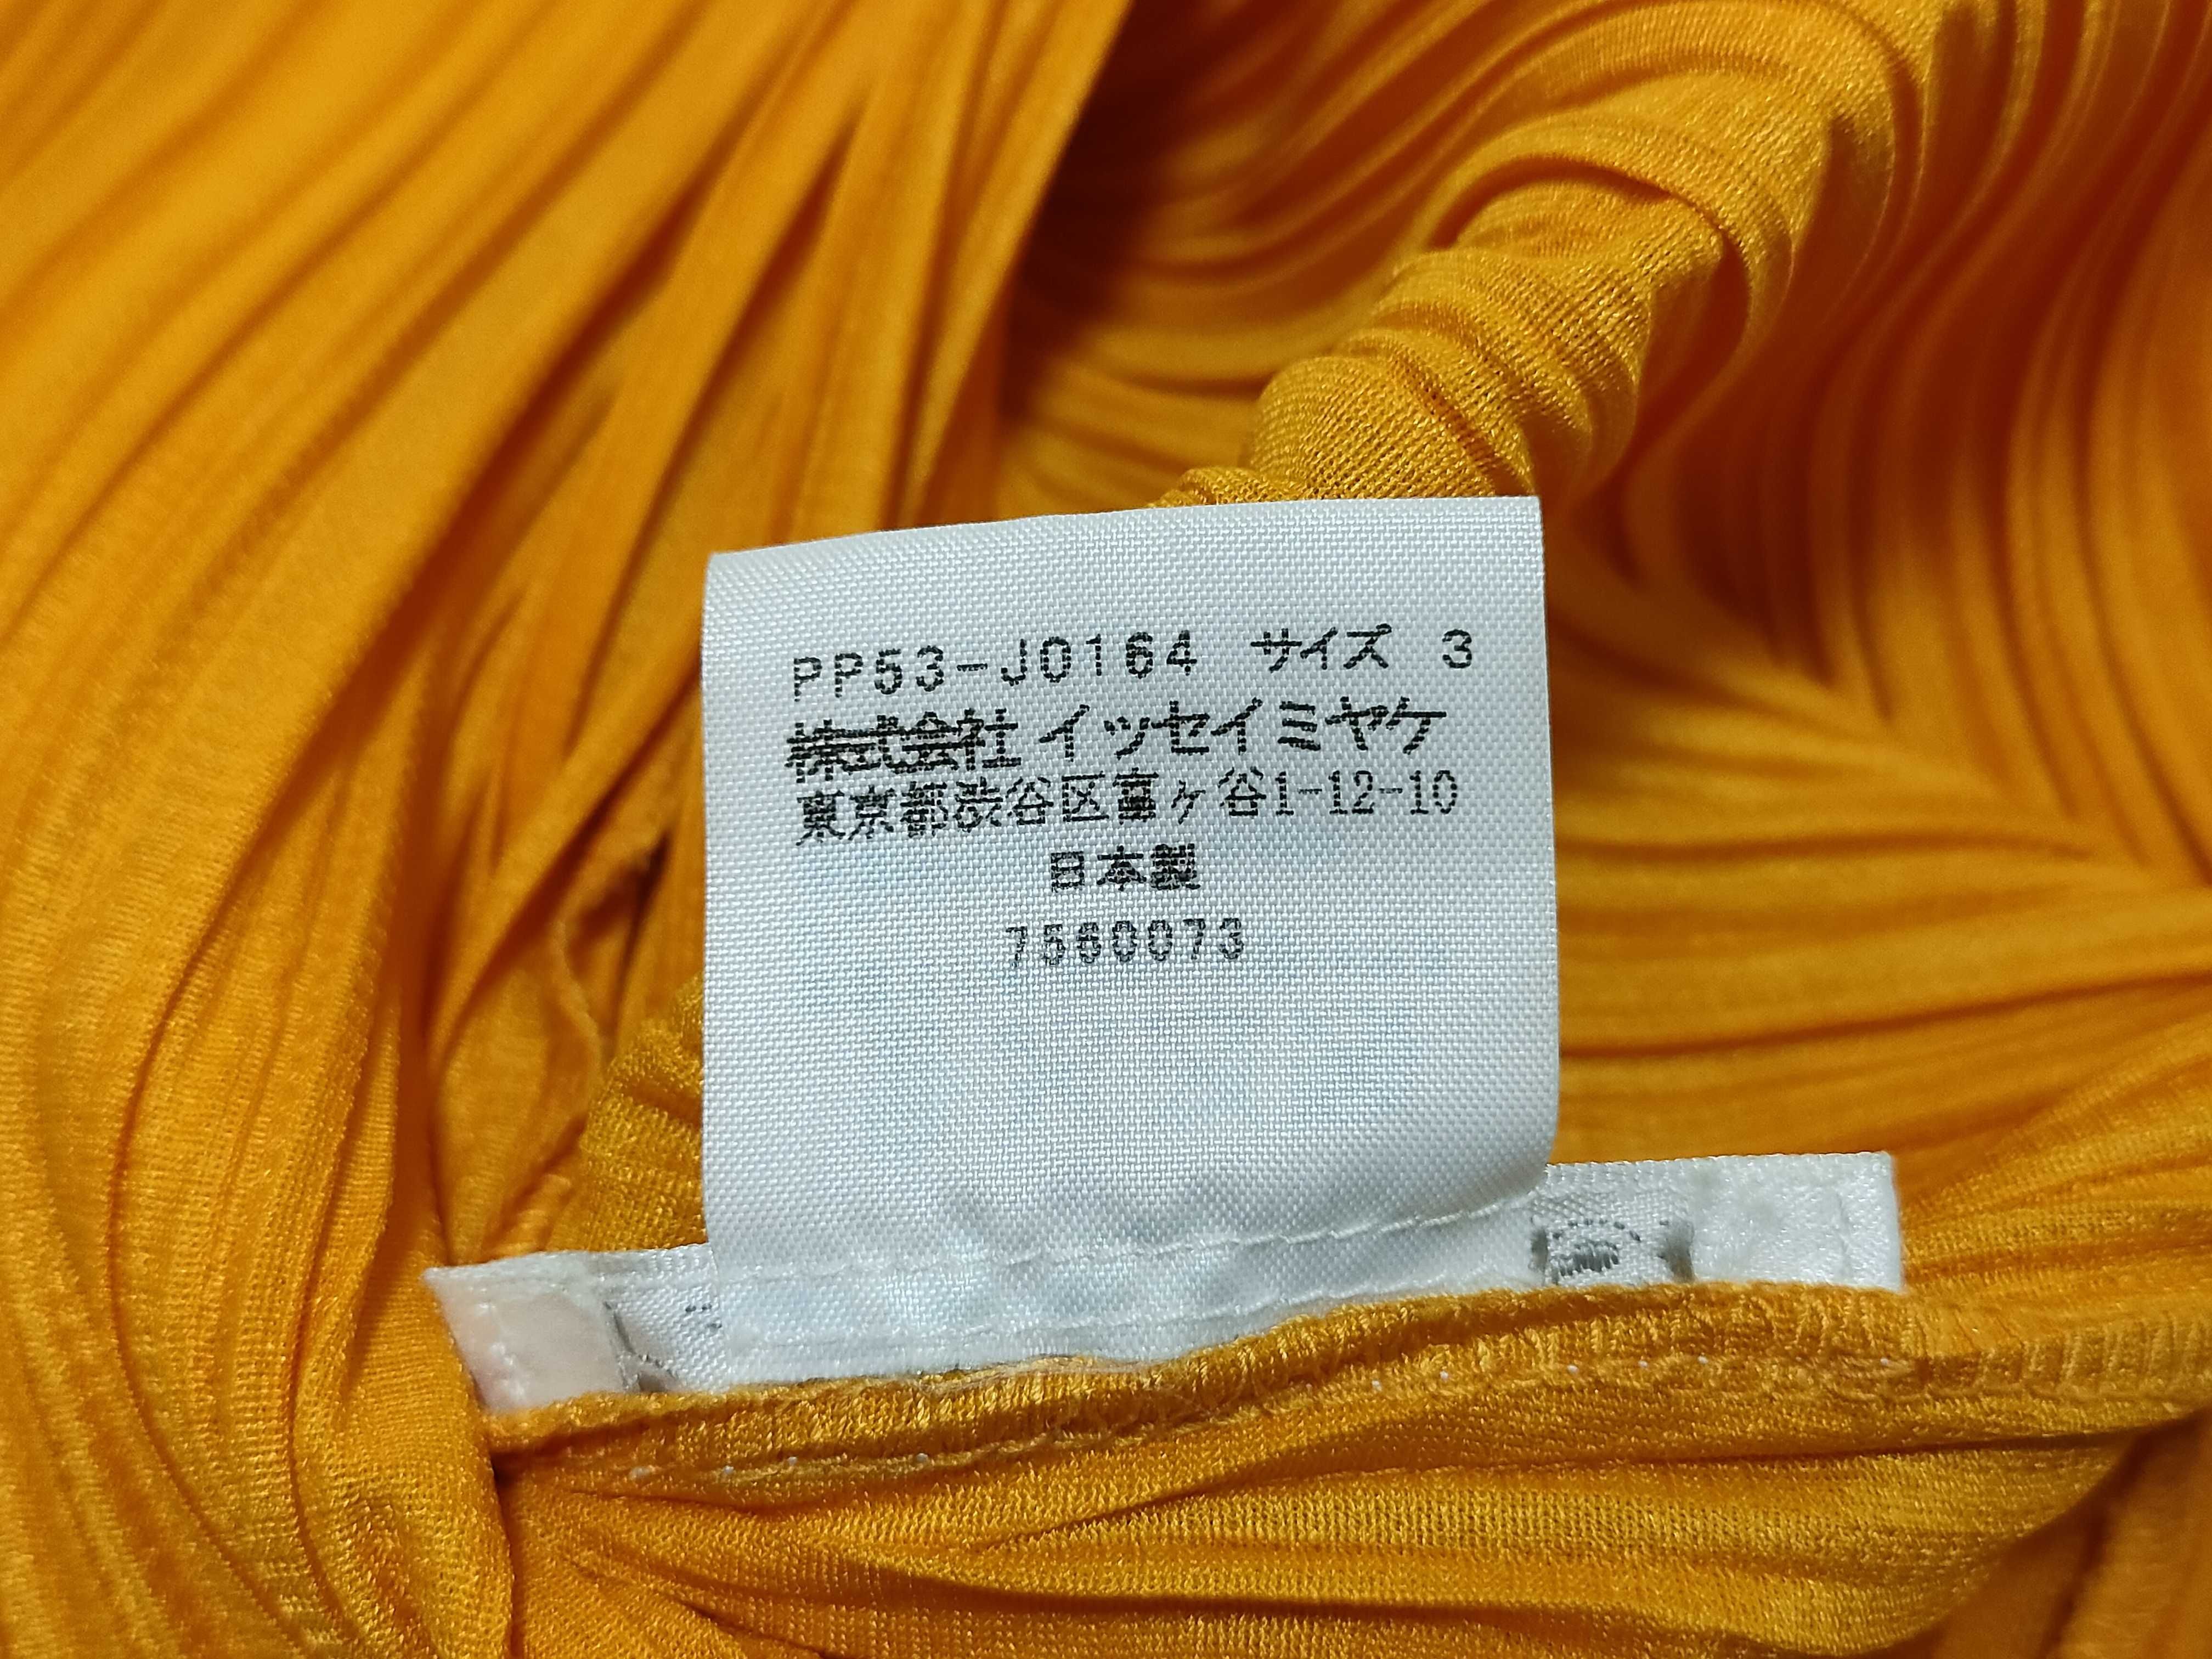 PP53-JO164 サイズ 3
株式会社 イッセイミヤケ
東京都渋谷区富ヶ谷1-12-10
日本製
7560073